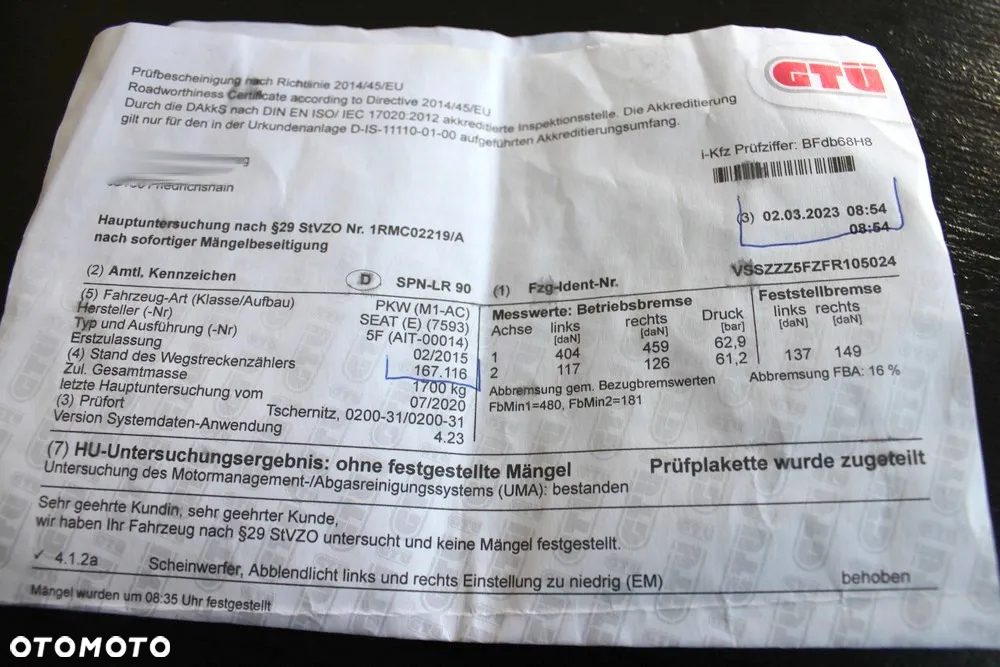 GTÜ
Prüfbescheinigung nach Richtlinie 2014/45/EU
Roadworthiness Certificate according to Directive 2014/45/EU
Durch die DAkkS nach DIN EN ISO/ IEC 17020:2012 akkreditierte Inspektionsstelle. Die Akkreditierung
gilt nur für den in der Urkundenanlage D-IS-11110-01-00 aufgeführten Akkreditierungsumfang.
i-Kfz Prüfziffer: BFdb68H8
Friedrichshain
(3) 02.03.2023 08:54
08:54
Hauptuntersuchung nach §29 StVZO Nr. 1RMC02219/A
nach sofortiger Mängelbeseitigung
(2) Amtl. Kennzeichen D SPN-LR 90 (1) Fzg-Ident-Nr. VSSZZZ5FZFR105024
(5) Fahrzeug-Art (Klasse/Aufbau) PKW (M1-AC)
Hersteller (-Nr) SEAT (E) (7593)
Typ und Ausführung (-Nr) 5F (AIT-00014)
Erstzulassung 02/2015
(4) Stand des Wegstreckenzählers 167.116
Zul. Gesamtmasse 1700 kg
letzte Hauptuntersuchung vom 07/2020
(3) Prüfort Tschernitz, 0200-31/0200-31
Version Systemdaten-Anwendung 4.23
Messwerte: Betriebsbremse Feststellbremse
Achse links rechts Druck links rechts
[daN] [daN] [bar] [daN] [daN]
1 404 459 62,9
2 117 126 61,2 137 149
Abbremsung gem. Bezugbremswerten Abbremsung FBA: 16 %
FbMin1=480, FbMin2=181
(7) HU-Untersuchungsergebnis: ohne festgestellte Mängel Prüfplakette wurde zugeteilt
Untersuchung des Motormanagement-/Abgasreinigungssystems (UMA): bestanden
Sehr geehrte Kundin, sehr geehrter Kunde,
wir haben Ihr Fahrzeug nach §29 StVZO untersucht und keine Mängel festgestellt.
✓ 4.1.2a Scheinwerfer, Abblendlicht links und rechts Einstellung zu niedrig (EM) behoben
Mängel wurden um 08:35 Uhr festgestellt
OTOMOTO